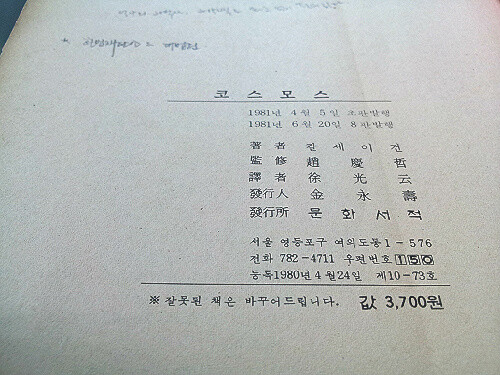 코스모스
1981년 4월 5일 초판발행
1981년 6월 20일 8판발행
著者 칼세이건
監修 趙慶哲
譯者 徐光云
發行人 金永壽
發行所 문화서적
서울 영등포구 여의도동 1-576
전화 782-4711 우편번호 150
등록 1980년 4월 24일 제10-73호
※ 잘못된 책은 바꾸어드립니다. 값 3,700원